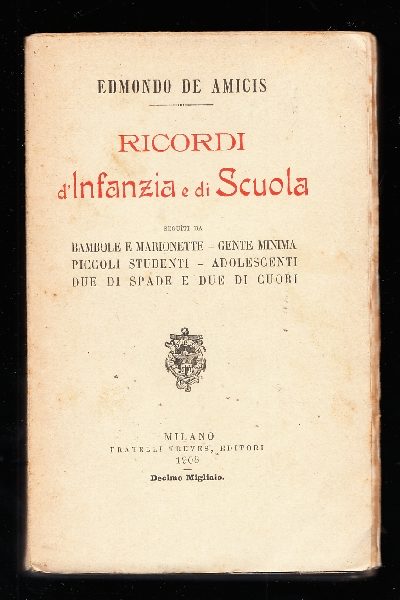 EDMONDO DE AMICIS
RICORDI
d'Infanzia e di Scuola
SEGUITI DA
BAMBOLE E MARIONETTE - GENTE MINIMA
PICCOLI STUDENTI - ADOLESCENTI
DUE DI SPADE E DUE DI CUORI
MILANO
FRATELLI TREVES, EDITORI
Decimo Migliaio.